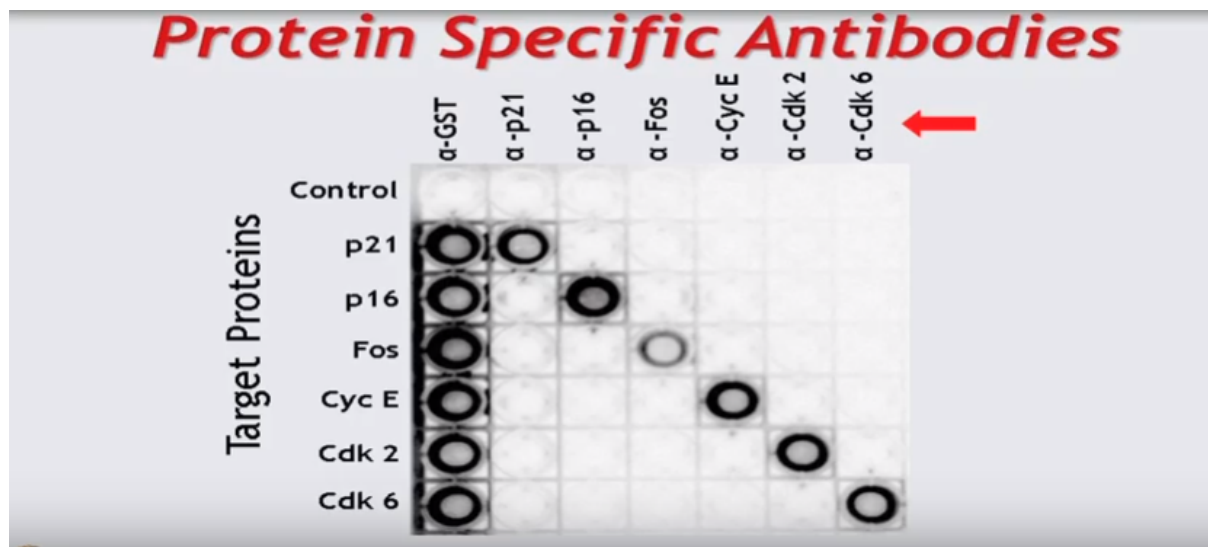 Protein Specific Antibodies
α-GST
α-p21
α-p16
α-Fos
α-Cyc E
α-Cdk 2
α-Cdk 6
Target Proteins
Control
p21
p16
Fos
Cyc E
Cdk 2
Cdk 6